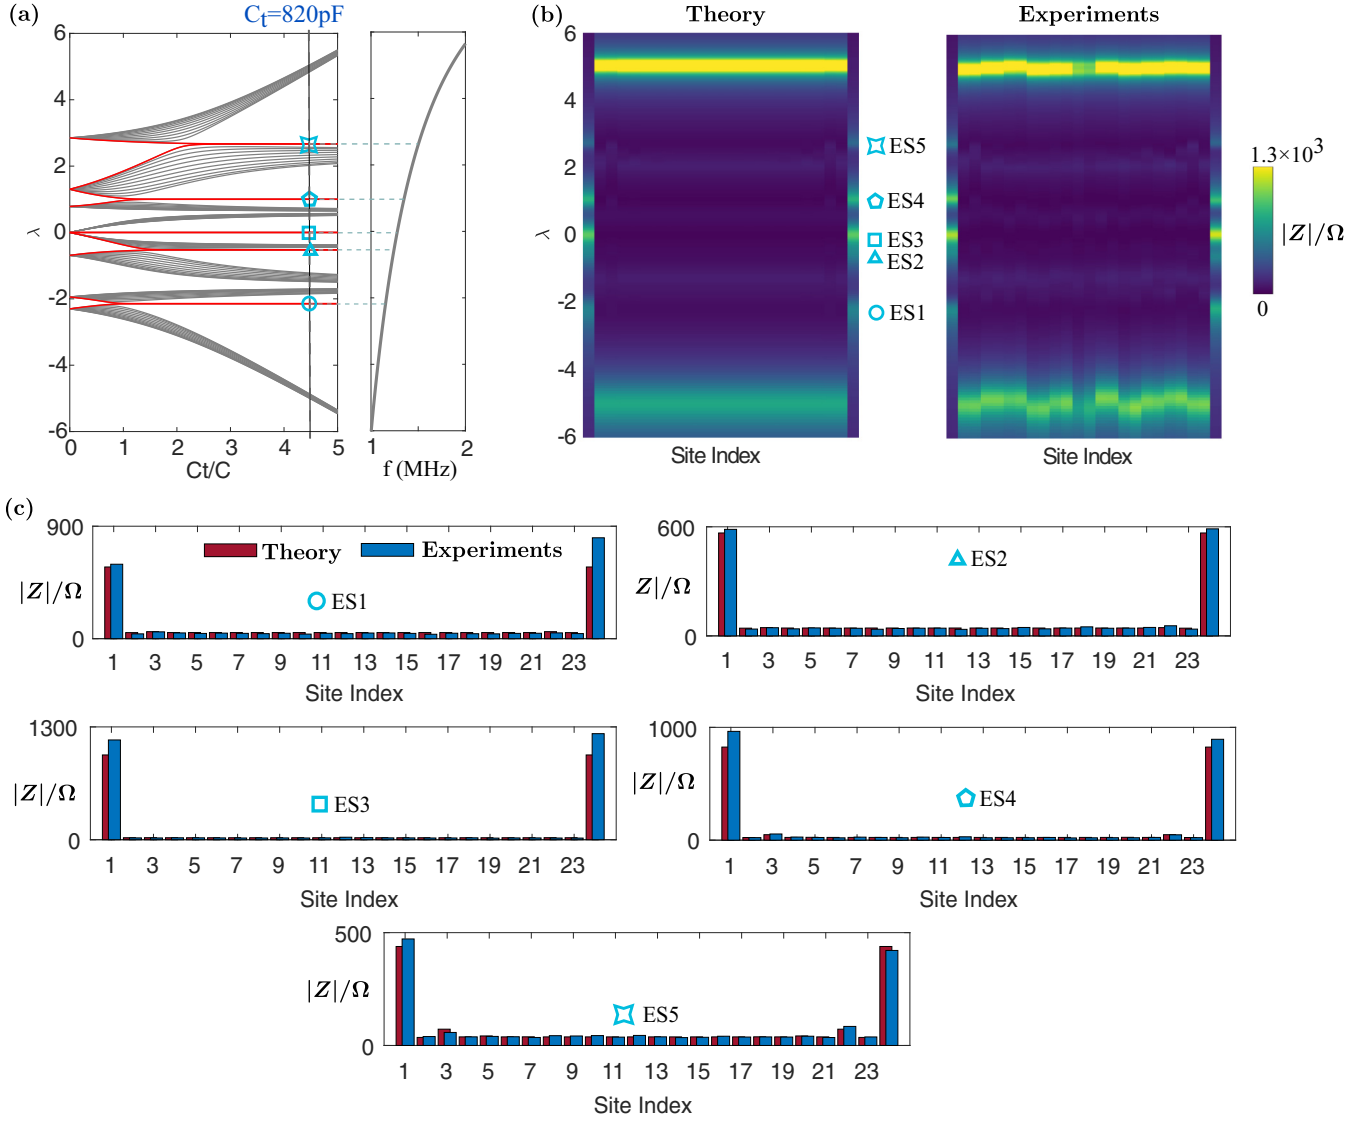 (a)
Ct=820pF
6
4
2
0
-2
-4
-6
λ
0 1 2 3 4 5
Ct/C
1 2
f (MHz)
(b)
Theory
Experiments
6
4
2
0
-2
-4
-6
λ
Site Index
ES5
ES4
ES3
ES2
ES1
Site Index
1.3×10³
|Z|/Ω
0
(c)
900
|Z|/Ω
0
Theory
Experiments
ES1
1 3 5 7 9 11 13 15 17 19 21 23
Site Index
600
Z|/Ω
0
ES2
1 3 5 7 9 11 13 15 17 19 21 23
Site Index
1300
|Z|/Ω
0
ES3
1 3 5 7 9 11 13 15 17 19 21 23
Site Index
1000
|Z|/Ω
0
ES4
1 3 5 7 9 11 13 15 17 19 21 23
Site Index
500
|Z|/Ω
0
ES5
1 3 5 7 9 11 13 15 17 19 21 23
Site Index